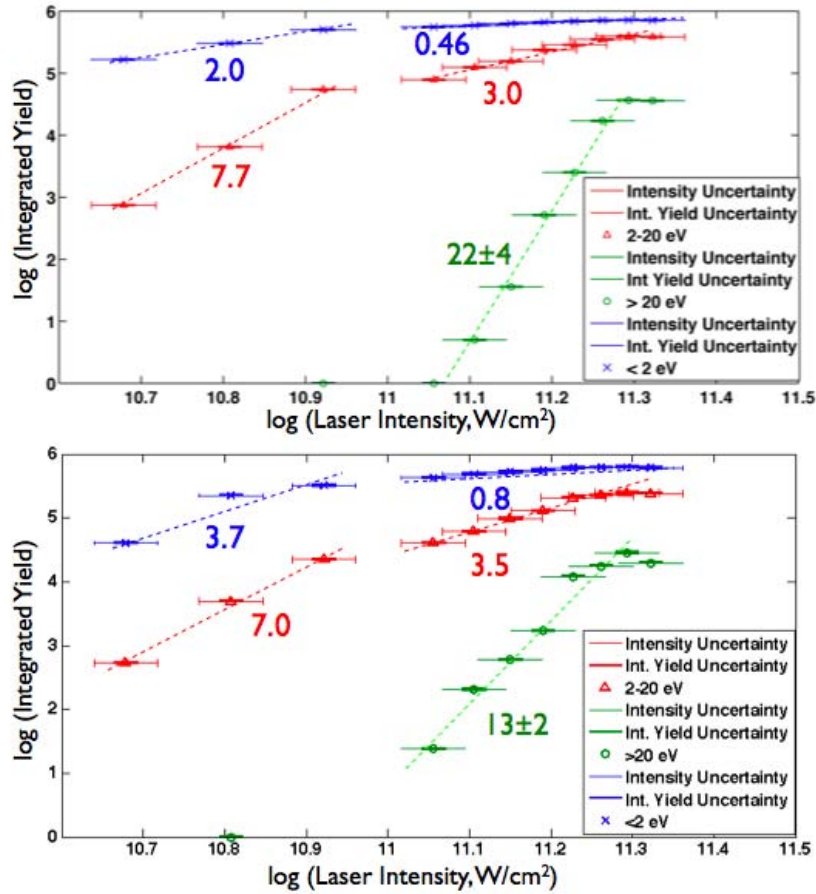 6
5
4
3
2
1
0
log (Integrated Yield)
2.0
0.46
3.0
7.7
22±4
Intensity Uncertainty
Int. Yield Uncertainty
2-20 eV
Intensity Uncertainty
Int Yield Uncertainty
> 20 eV
Intensity Uncertainty
Int. Yield Uncertainty
< 2 eV
10.7 10.8 10.9 11 11.1 11.2 11.3 11.4 11.5
log (Laser Intensity, W/cm²)
6
5
4
3
2
1
0
log (Integrated Yield)
3.7
0.8
3.5
7.0
13±2
Intensity Uncertainty
Int. Yield Uncertainty
2-20 eV
Intensity Uncertainty
Int. Yield Uncertainty
>20 eV
Intensity Uncertainty
Int. Yield Uncertainty
<2 eV
10.7 10.8 10.9 11 11.1 11.2 11.3 11.4 11.5
log (Laser Intensity, W/cm²)